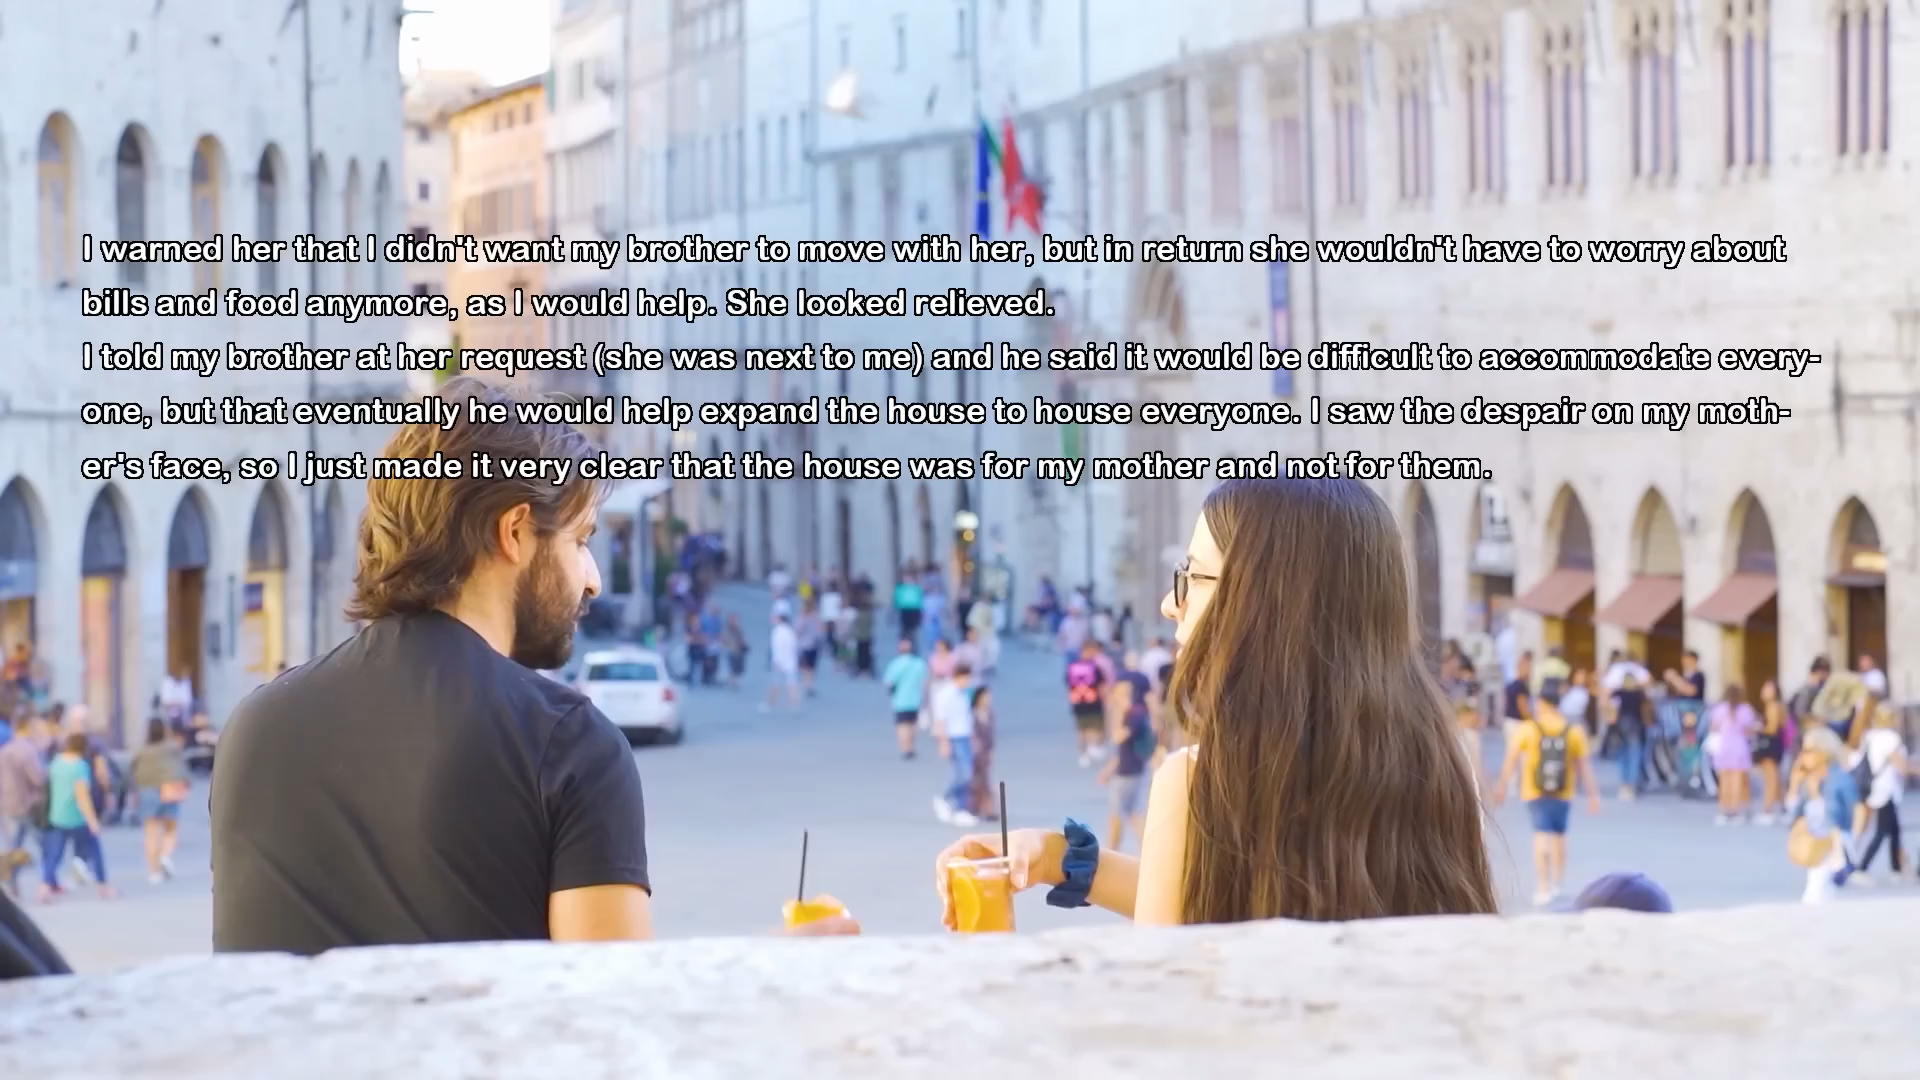 I warned her that I didn't want my brother to move with her, but in return she wouldn't have to worry about
bills and food anymore, as I would help. She looked relieved.
I told my brother at her request (she was next to me) and he said it would be difficult to accommodate every-
one, but that eventually he would help expand the house to house everyone. I saw the despair on my moth-
er's face, so I just made it very clear that the house was for my mother and not for them.